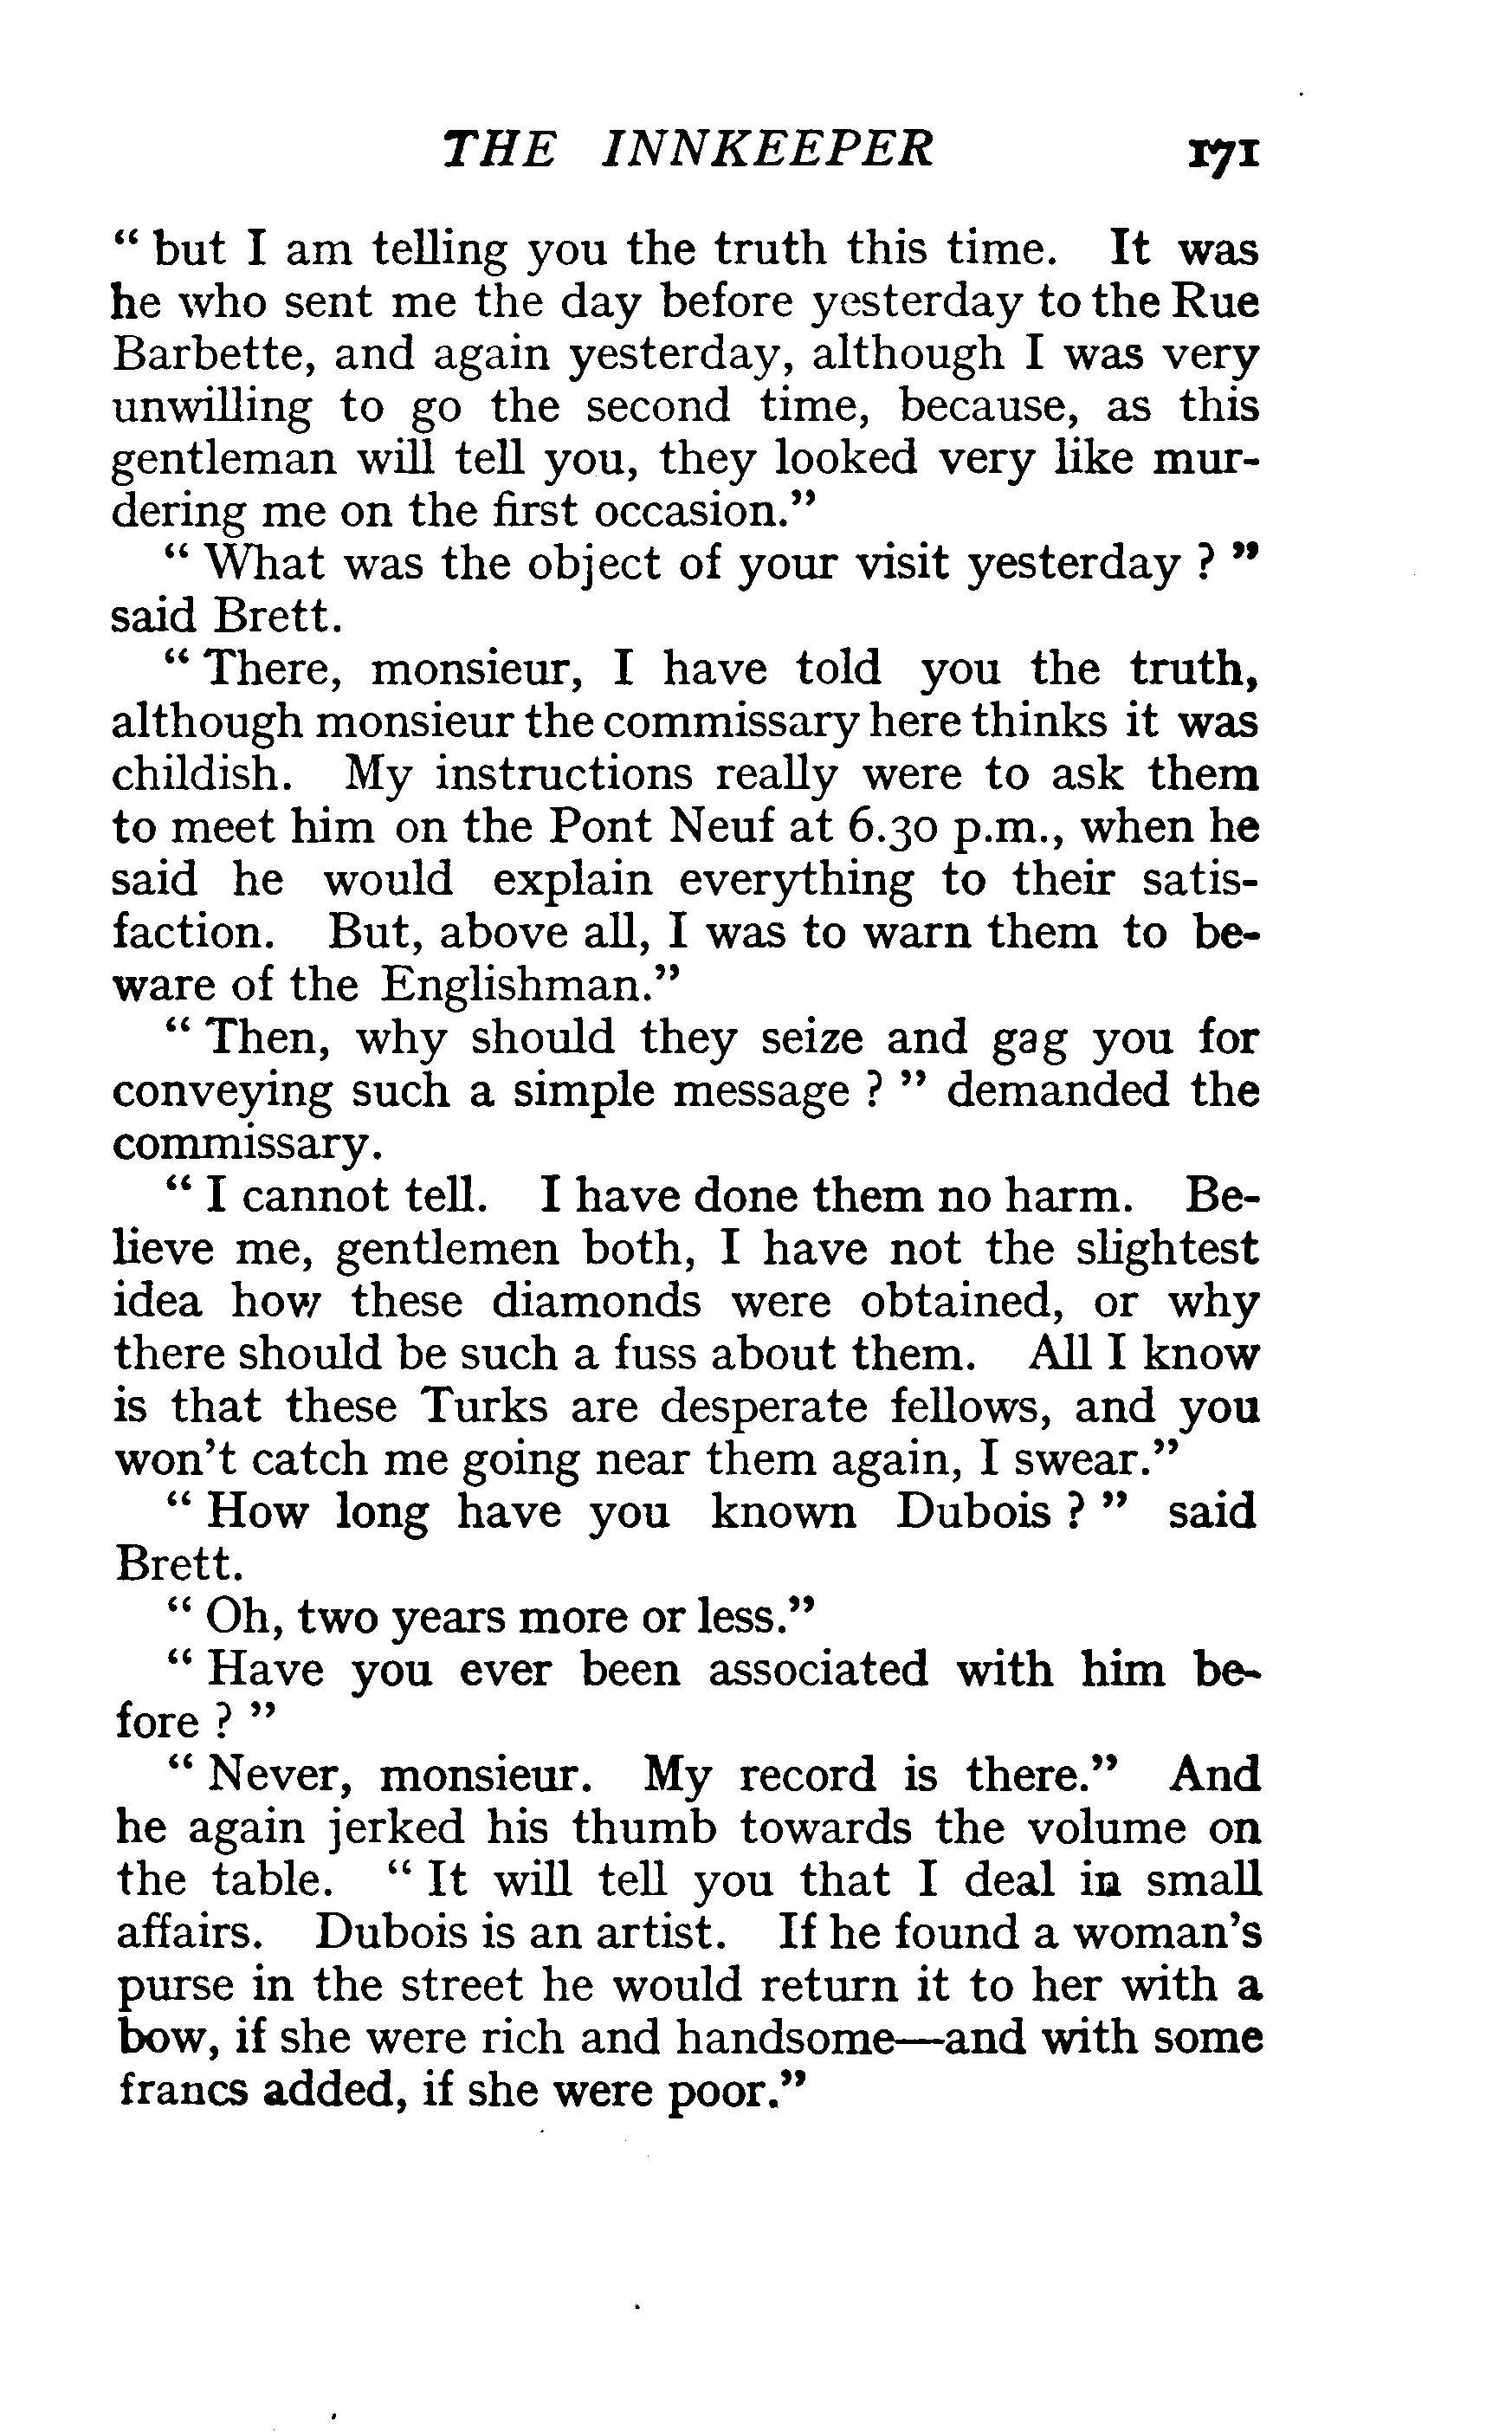 THE INNKEEPER 171
“ but I am telling you the truth this time. It was
he who sent me the day before yesterday to the Rue
Barbette, and again yesterday, although I was very
unwilling to go the second time, because, as this
gentleman will tell you, they looked very like mur-
dering me on the first occasion.”
“ What was the object of your visit yesterday ? ”
said Brett.
“ There, monsieur, I have told you the truth,
although monsieur the commissary here thinks it was
childish. My instructions really were to ask them
to meet him on the Pont Neuf at 6.30 p.m., when he
said he would explain everything to their satis-
faction. But, above all, I was to warn them to be-
ware of the Englishman.”
“ Then, why should they seize and gag you for
conveying such a simple message ? ” demanded the
commissary.
“ I cannot tell. I have done them no harm. Be-
lieve me, gentlemen both, I have not the slightest
idea how these diamonds were obtained, or why
there should be such a fuss about them. All I know
is that these Turks are desperate fellows, and you
won’t catch me going near them again, I swear.”
“ How long have you known Dubois ? ” said
Brett.
“ Oh, two years more or less.”
“ Have you ever been associated with him be-
fore ? ”
“ Never, monsieur. My record is there.” And
he again jerked his thumb towards the volume on
the table. “ It will tell you that I deal in small
affairs. Dubois is an artist. If he found a woman’s
purse in the street he would return it to her with a
bow, if she were rich and handsome—and with some
francs added, if she were poor.”